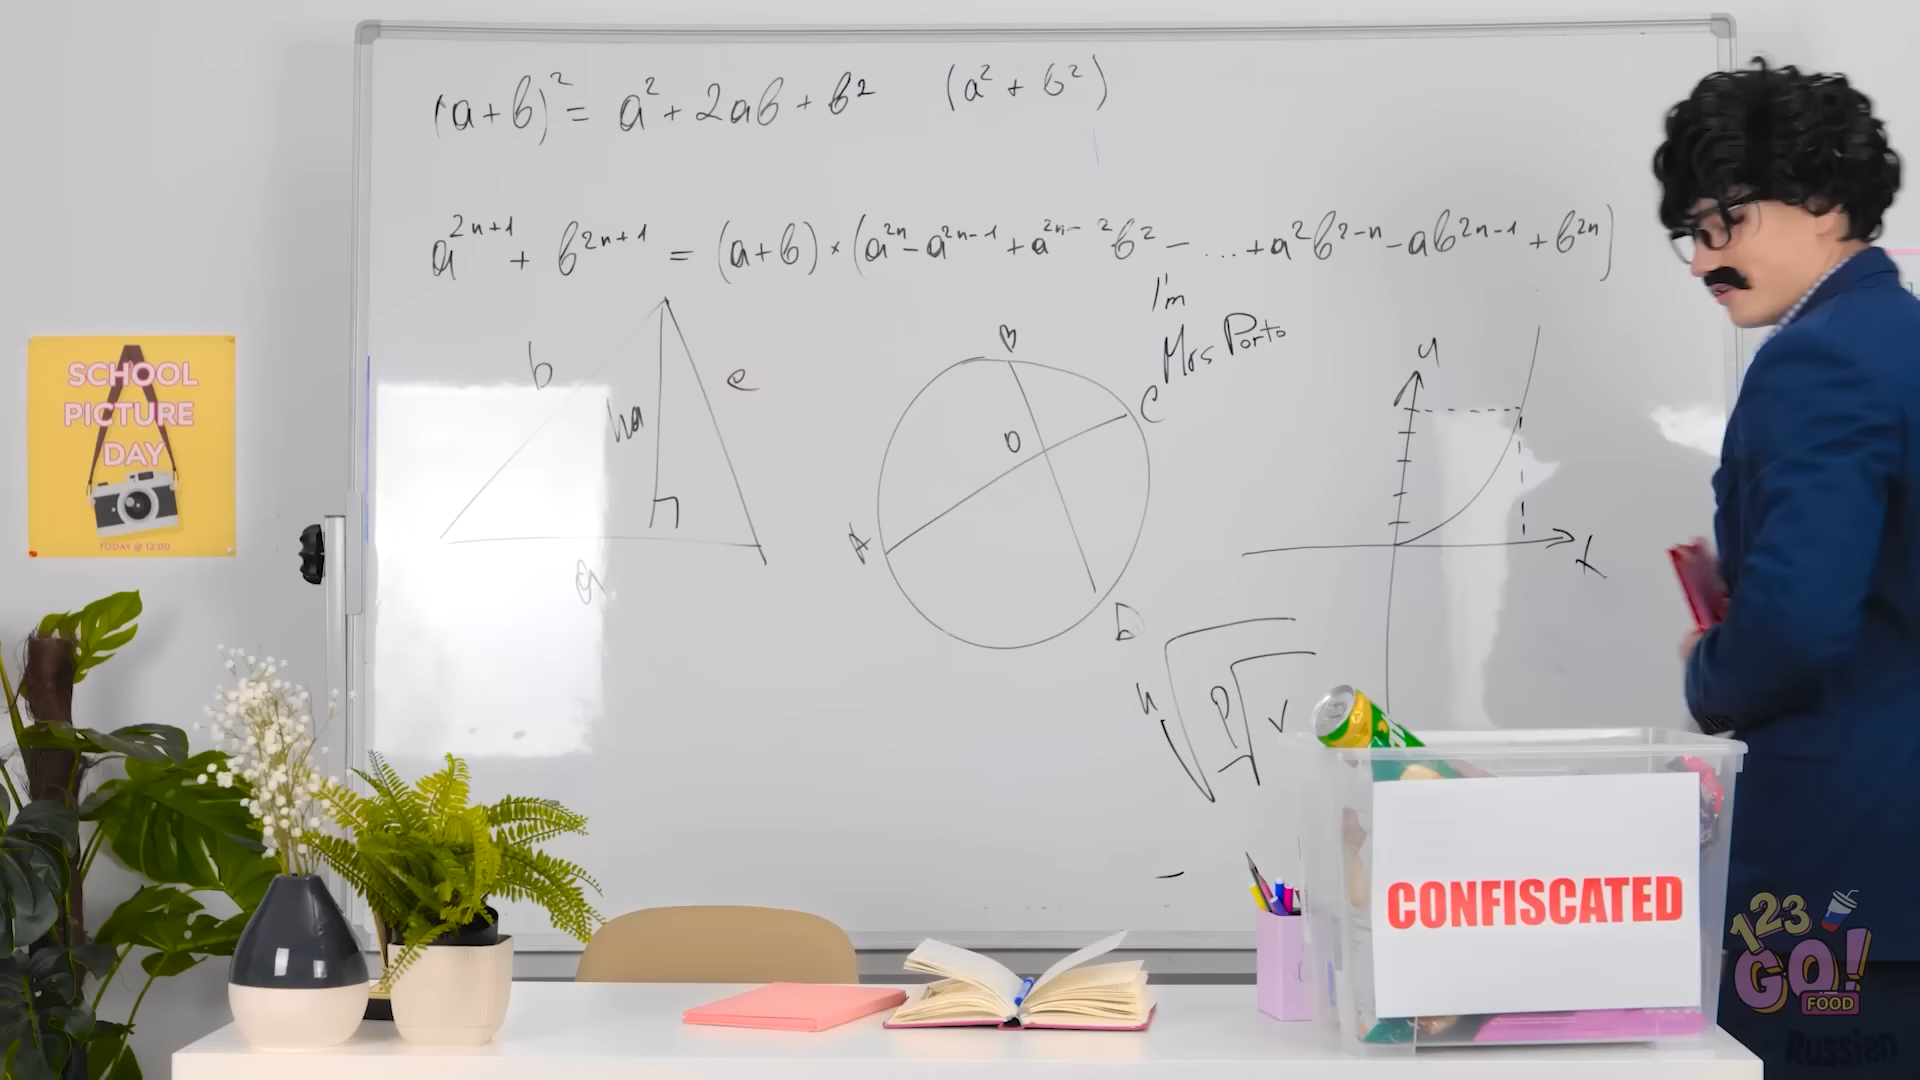 (a+b)² = a² + 2ab + b² (a² + b²)
a²ⁿ⁺¹ + b²ⁿ⁺¹ = (a+b) × (a²ⁿ - a²ⁿ⁻¹ + a²ⁿ⁻²b² - ... + a²b²⁻ⁿ - ab²ⁿ⁻¹ + b²ⁿ)
I'm
Mrs Porto
b
ha
e
a
B
C
O
A
D
y
x
n
p
v
SCHOOL
PICTURE
DAY
TODAY @ 12:00
CONFISCATED
123
GO!
FOOD
Russian